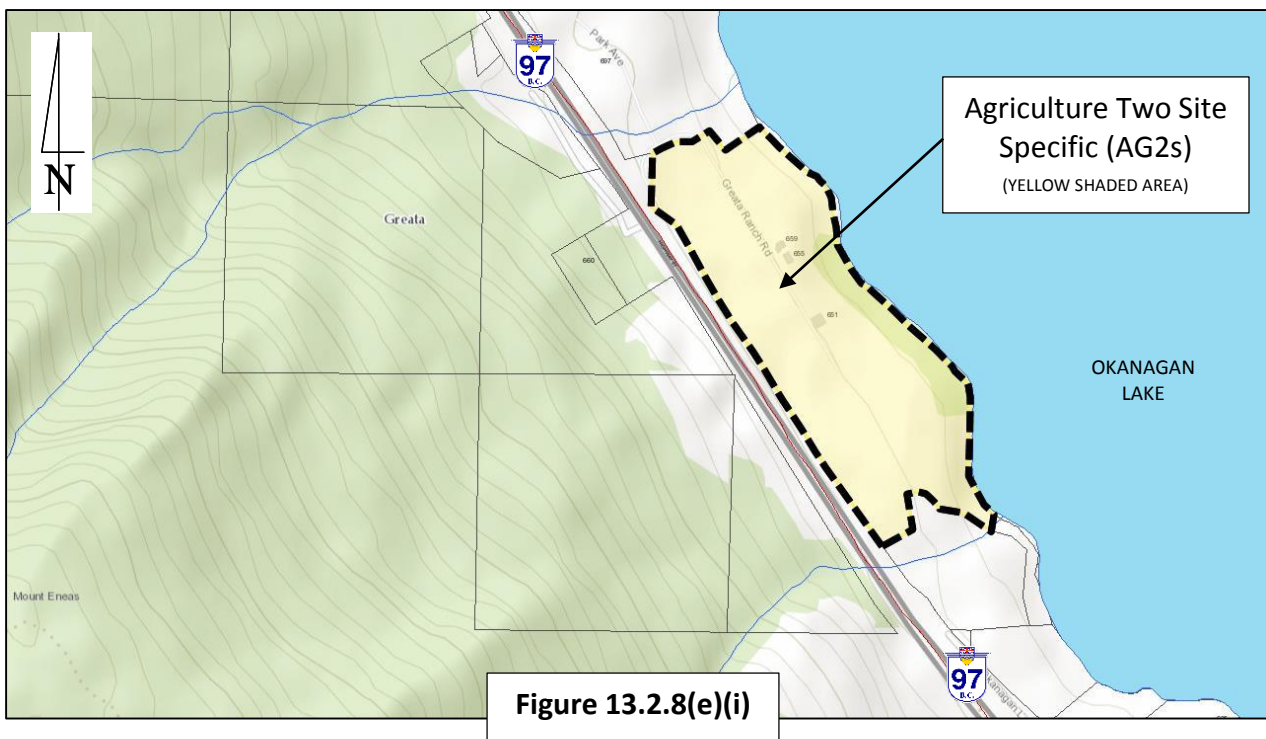 97
B.C.
Park Ave
697
Agriculture Two Site
Specific (AG2s)
(YELLOW SHADED AREA)
N
Greata
Greata Ranch Rd
659
655
660
691
OKANAGAN
LAKE
Mount Eneas
97
B.C.
Figure 13.2.8(e)(i)